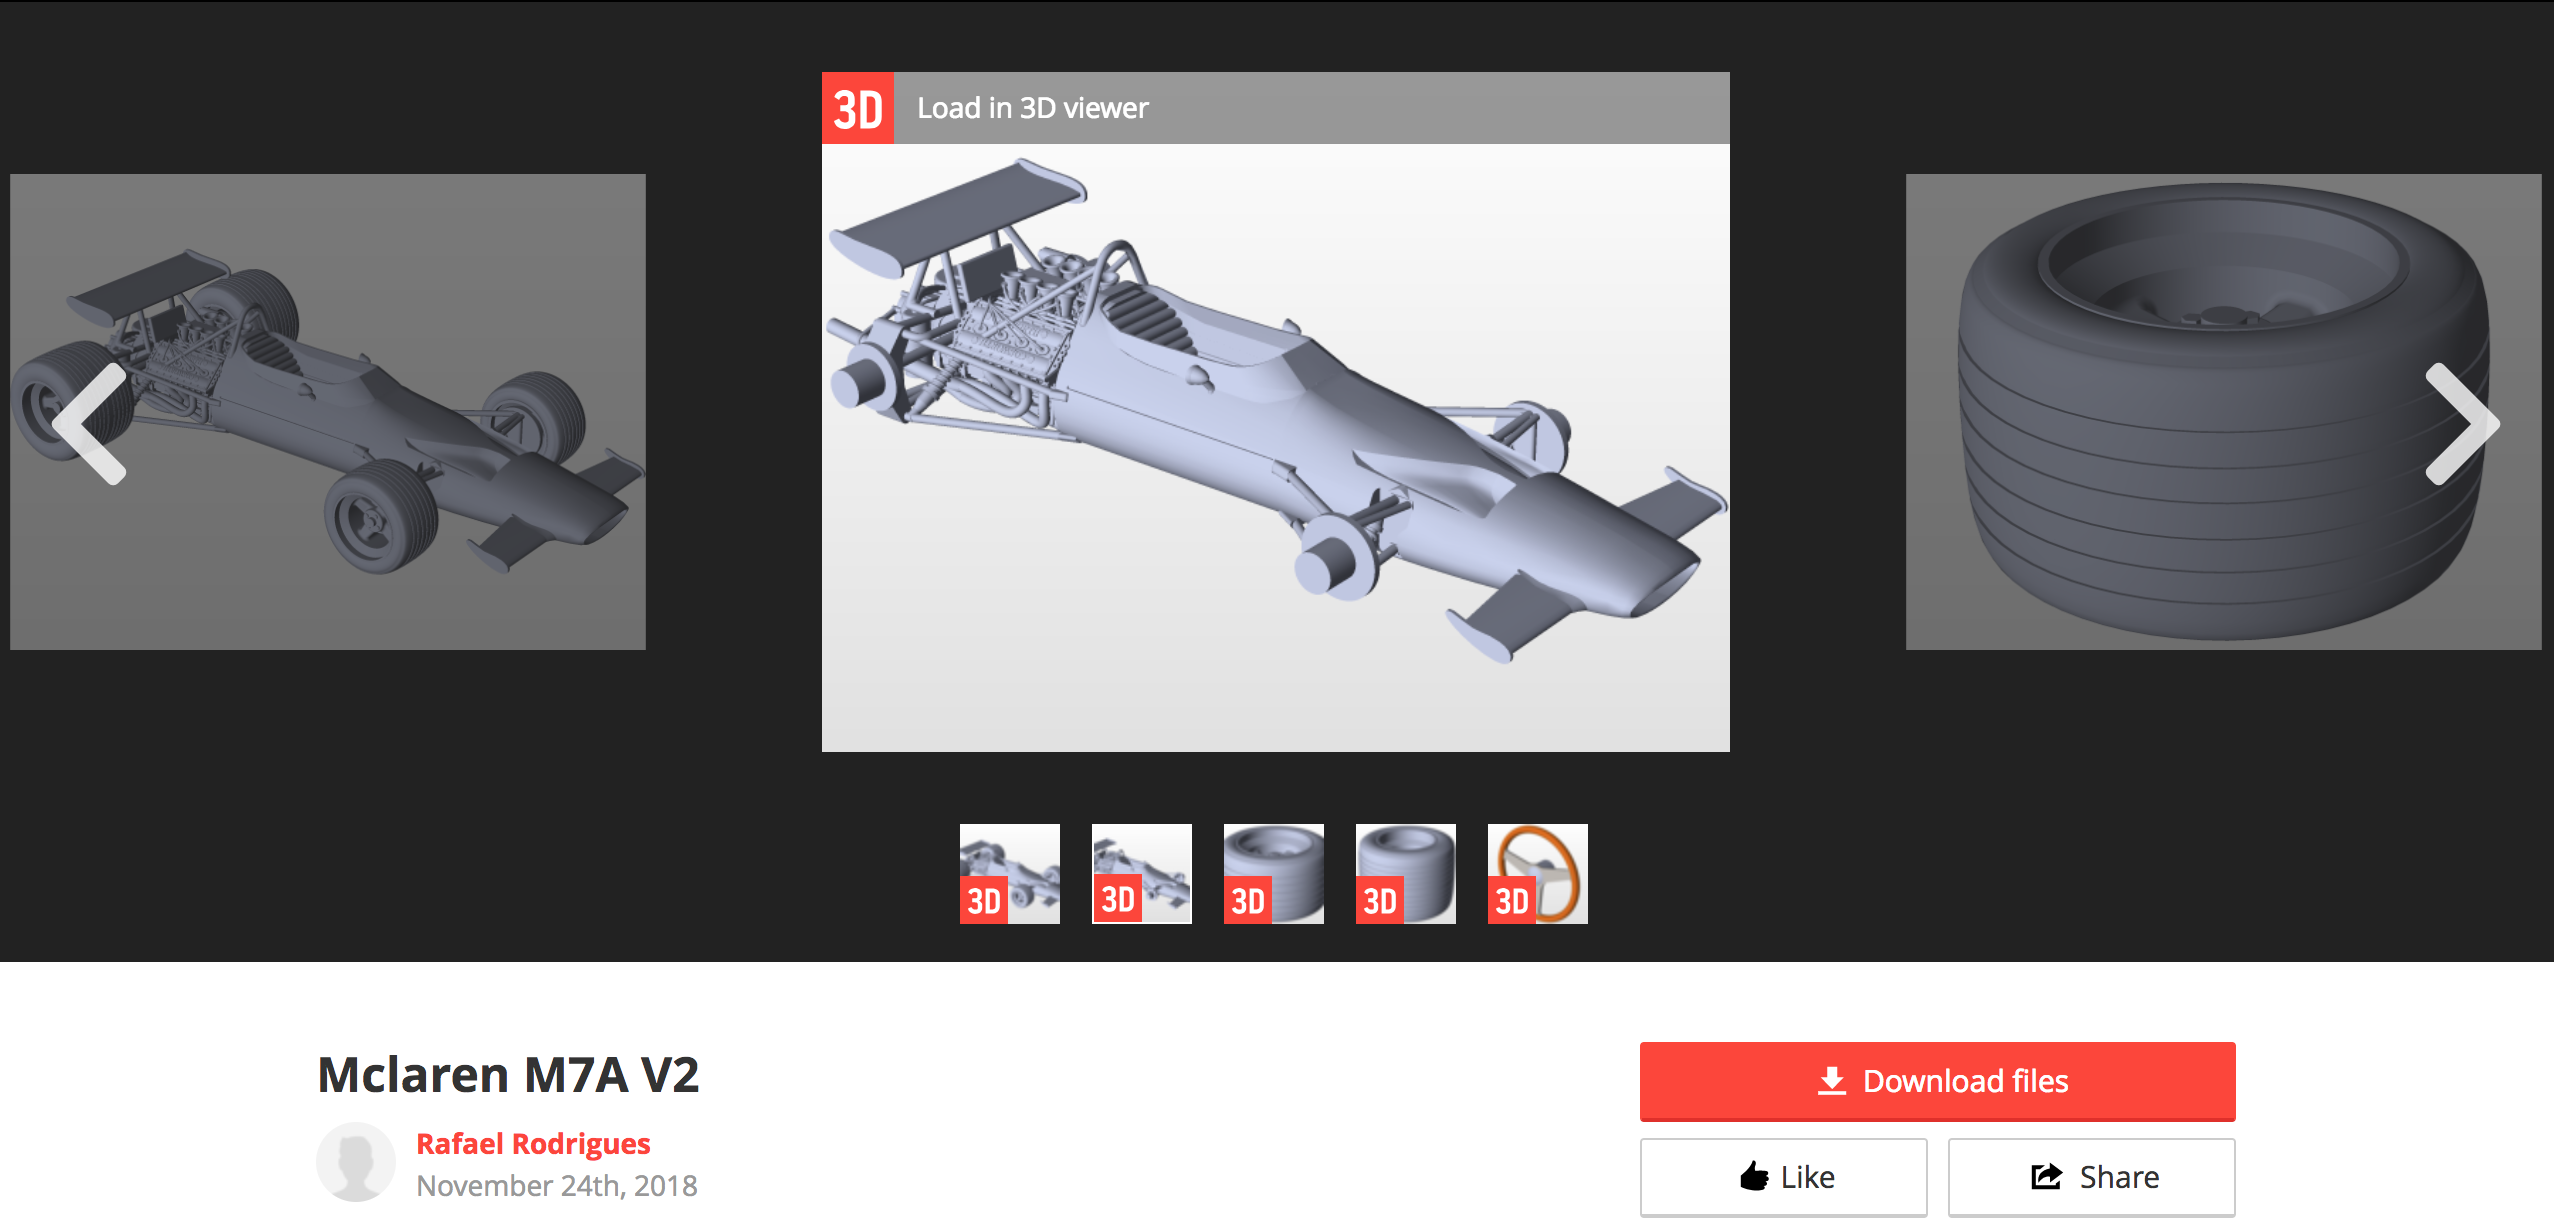 3D Load in 3D viewer
3D 3D 3D 3D 3D
Mclaren M7A V2
Rafael Rodrigues
November 24th, 2018
Download files
Like Share